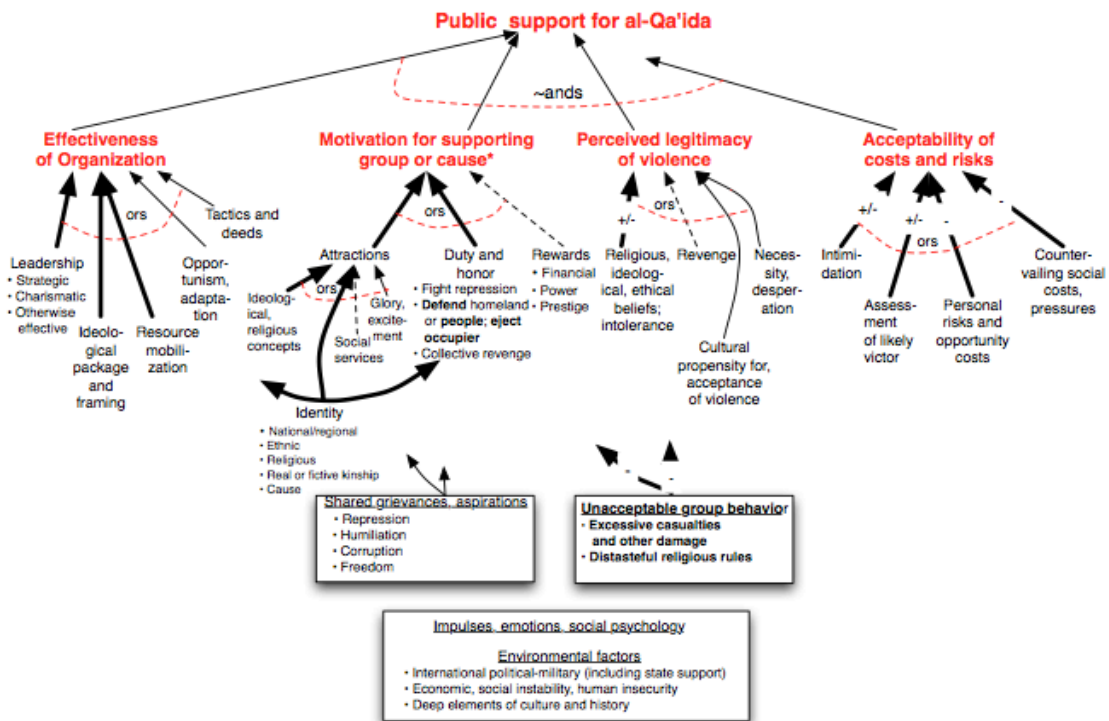 Public support for al-Qa'ida
~ands
Effectiveness
of Organization
Motivation for supporting
group or cause*
Perceived legitimacy
of violence
Acceptability of
costs and risks
ors
Tactics and
deeds
Leadership
• Strategic
• Charismatic
• Otherwise
effective
Ideolo-
gical
package
and
framing
Resource
mobili-
zation
Oppor-
tunism,
adapta-
tion
ors
Attractions
ors
Ideolog-
ical,
religious
concepts
Social
services
Glory,
excite-
ment
Duty and
honor
• Fight repression
• Defend homeland
or people; eject
occupier
• Collective revenge
Rewards
• Financial
• Power
• Prestige
Identity
• National/regional
• Ethnic
• Religious
• Real or fictive kinship
• Cause
ors
+/-
Religious,
ideolog-
ical, ethical
beliefs;
intolerance
Revenge
Cultural
propensity for,
acceptance
of violence
Neces-
sity,
desper-
ation
+/-
+/-
-
-
ors
Intimi-
dation
Assess-
ment
of likely
victor
Personal
risks and
opportunity
costs
Counter-
vailing social
costs,
pressures
Shared grievances, aspirations
• Repression
• Humiliation
• Corruption
• Freedom
-
-
Unacceptable group behavior
• Excessive casualties
and other damage
• Distasteful religious rules
Impulses, emotions, social psychology
Environmental factors
• International political-military (including state support)
• Economic, social instability, human insecurity
• Deep elements of culture and history